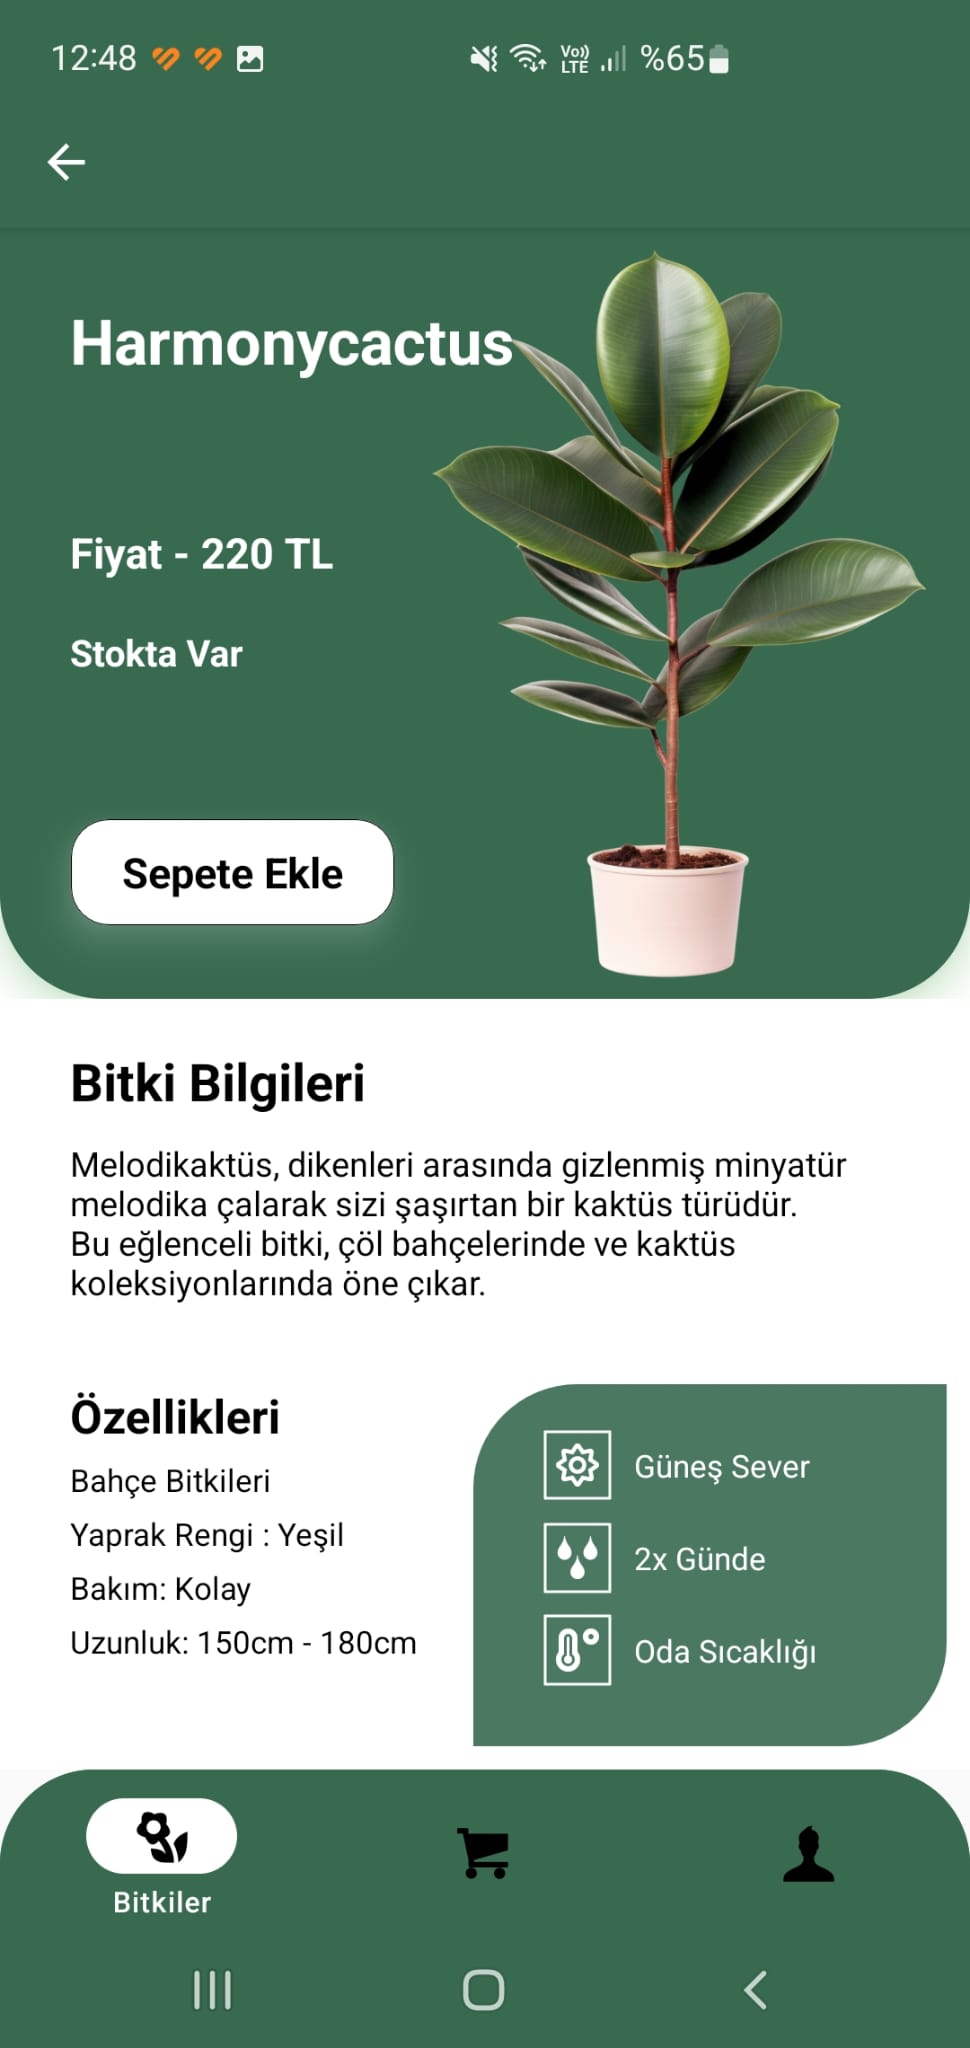 12:48
Vo))
LTE
%65
Harmonycactus
Fiyat - 220 TL
Stokta Var
Sepete Ekle
Bitki Bilgileri
Melodikaktüs, dikenleri arasında gizlenmiş minyatür
melodika çalarak sizi şaşırtan bir kaktüs türüdür.
Bu eğlenceli bitki, çöl bahçelerinde ve kaktüs
koleksiyonlarında öne çıkar.
Özellikleri
Bahçe Bitkileri
Yaprak Rengi : Yeşil
Bakım: Kolay
Uzunluk: 150cm - 180cm
Güneş Sever
2x Günde
Oda Sıcaklığı
Bitkiler